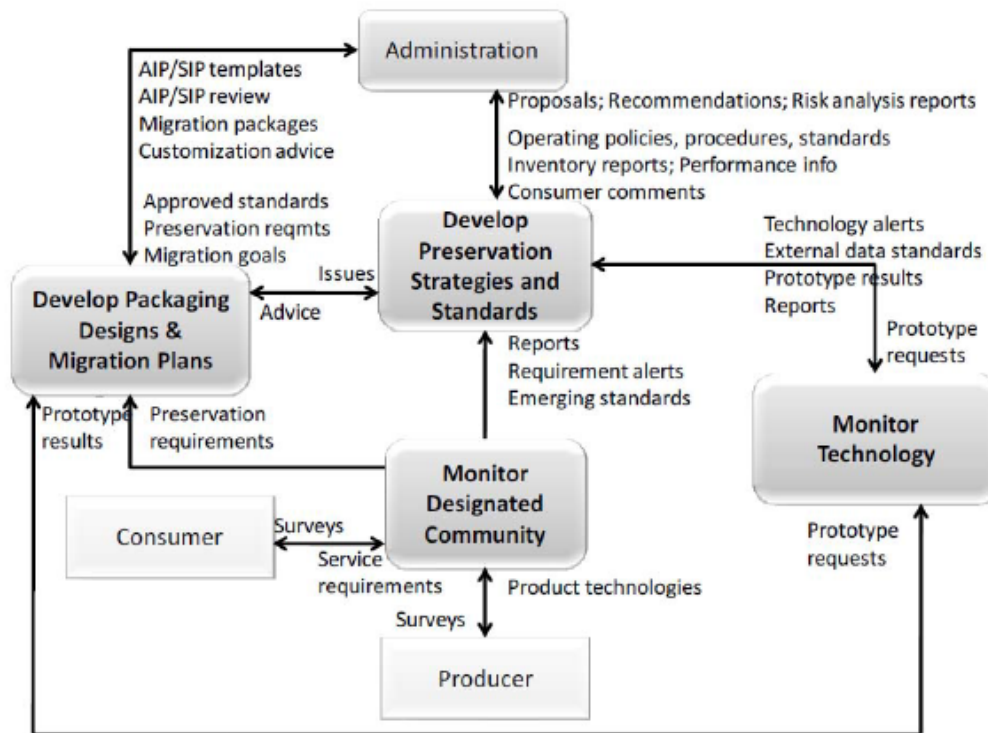 Administration
AIP/SIP templates
AIP/SIP review
Migration packages
Customization advice
Proposals; Recommendations; Risk analysis reports
Operating policies, procedures, standards
Inventory reports; Performance info
Consumer comments
Approved standards
Preservation reqmts
Migration goals
Develop
Preservation
Strategies and
Standards
Technology alerts
External data standards
Prototype results
Reports
Issues
Advice
Develop Packaging
Designs &
Migration Plans
Prototype
requests
Reports
Requirement alerts
Emerging standards
Prototype
results
Preservation
requirements
Monitor
Technology
Monitor
Designated
Community
Consumer
Surveys
Service
requirements
Prototype
requests
Product technologies
Surveys
Producer